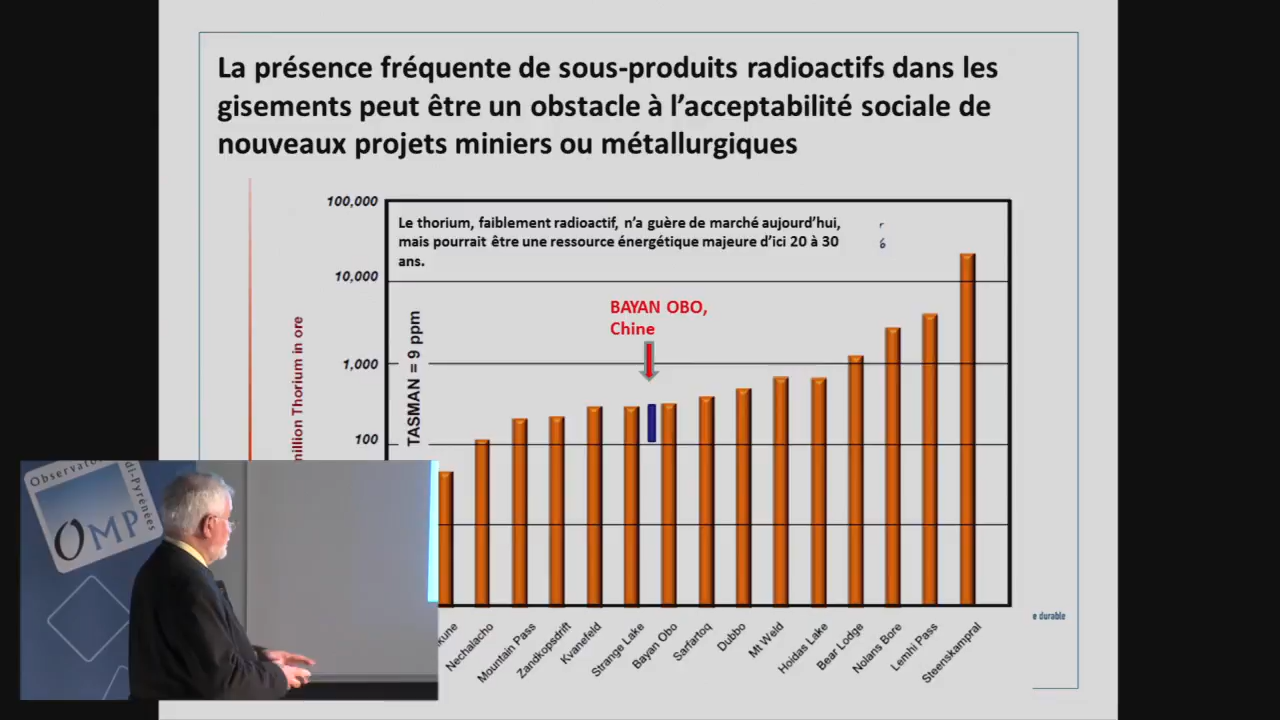 La présence fréquente de sous-produits radioactifs dans les
gisements peut être un obstacle à l'acceptabilité sociale de
nouveaux projets miniers ou métallurgiques
100,000
10,000
1,000
100
million Thorium in ore
TASMAN = 9 ppm
Le thorium, faiblement radioactif, n'a guère de marché aujourd'hui,
mais pourrait être une ressource énergétique majeure d'ici 20 à 30
ans.
BAYAN OBO,
Chine
Nechalacho
Mountain Pass
Zandkopsdrift
Kvanefeld
Strange Lake
Bayan Obo
Sarfartoq
Dubbo
Mt Weld
Hoidas Lake
Bear Lodge
Nolans Bore
Lemhi Pass
Steenskampral
e durable
Observato
di-Pyrénées
OMP